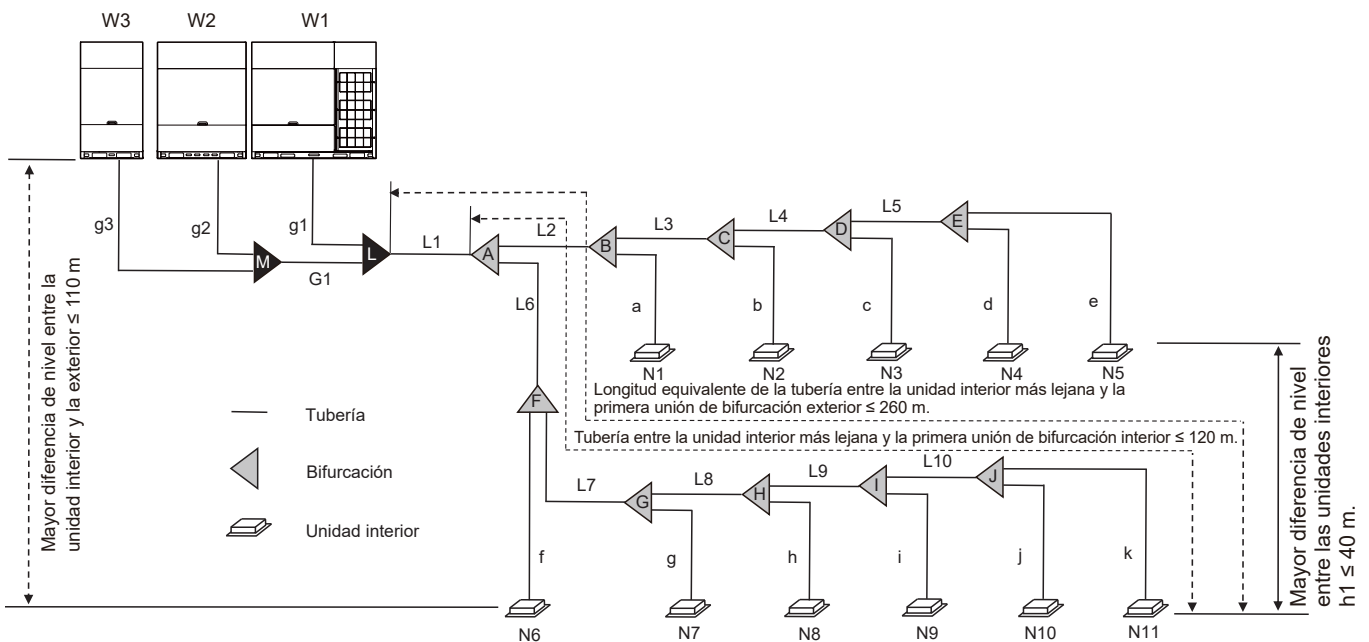 W3
W2
W1
g3
g2
g1
M
G1
L
L1
A
L2
B
L3
C
L4
D
L5
E
L6
a
b
c
d
e
N1
N2
N3
N4
N5
Mayor diferencia de nivel entre la
unidad interior y la exterior ≤ 110 m
Longitud equivalente de la tubería entre la unidad interior más lejana y la
primera unión de bifurcación exterior ≤ 260 m.
Tubería entre la unidad interior más lejana y la primera unión de bifurcación interior ≤ 120 m.
Tubería
Bifurcación
Unidad interior
F
L7
G
L8
H
L9
I
L10
J
f
g
h
i
j
k
N6
N7
N8
N9
N10
N11
Mayor diferencia de nivel
entre las unidades interiores
h1 ≤ 40 m.